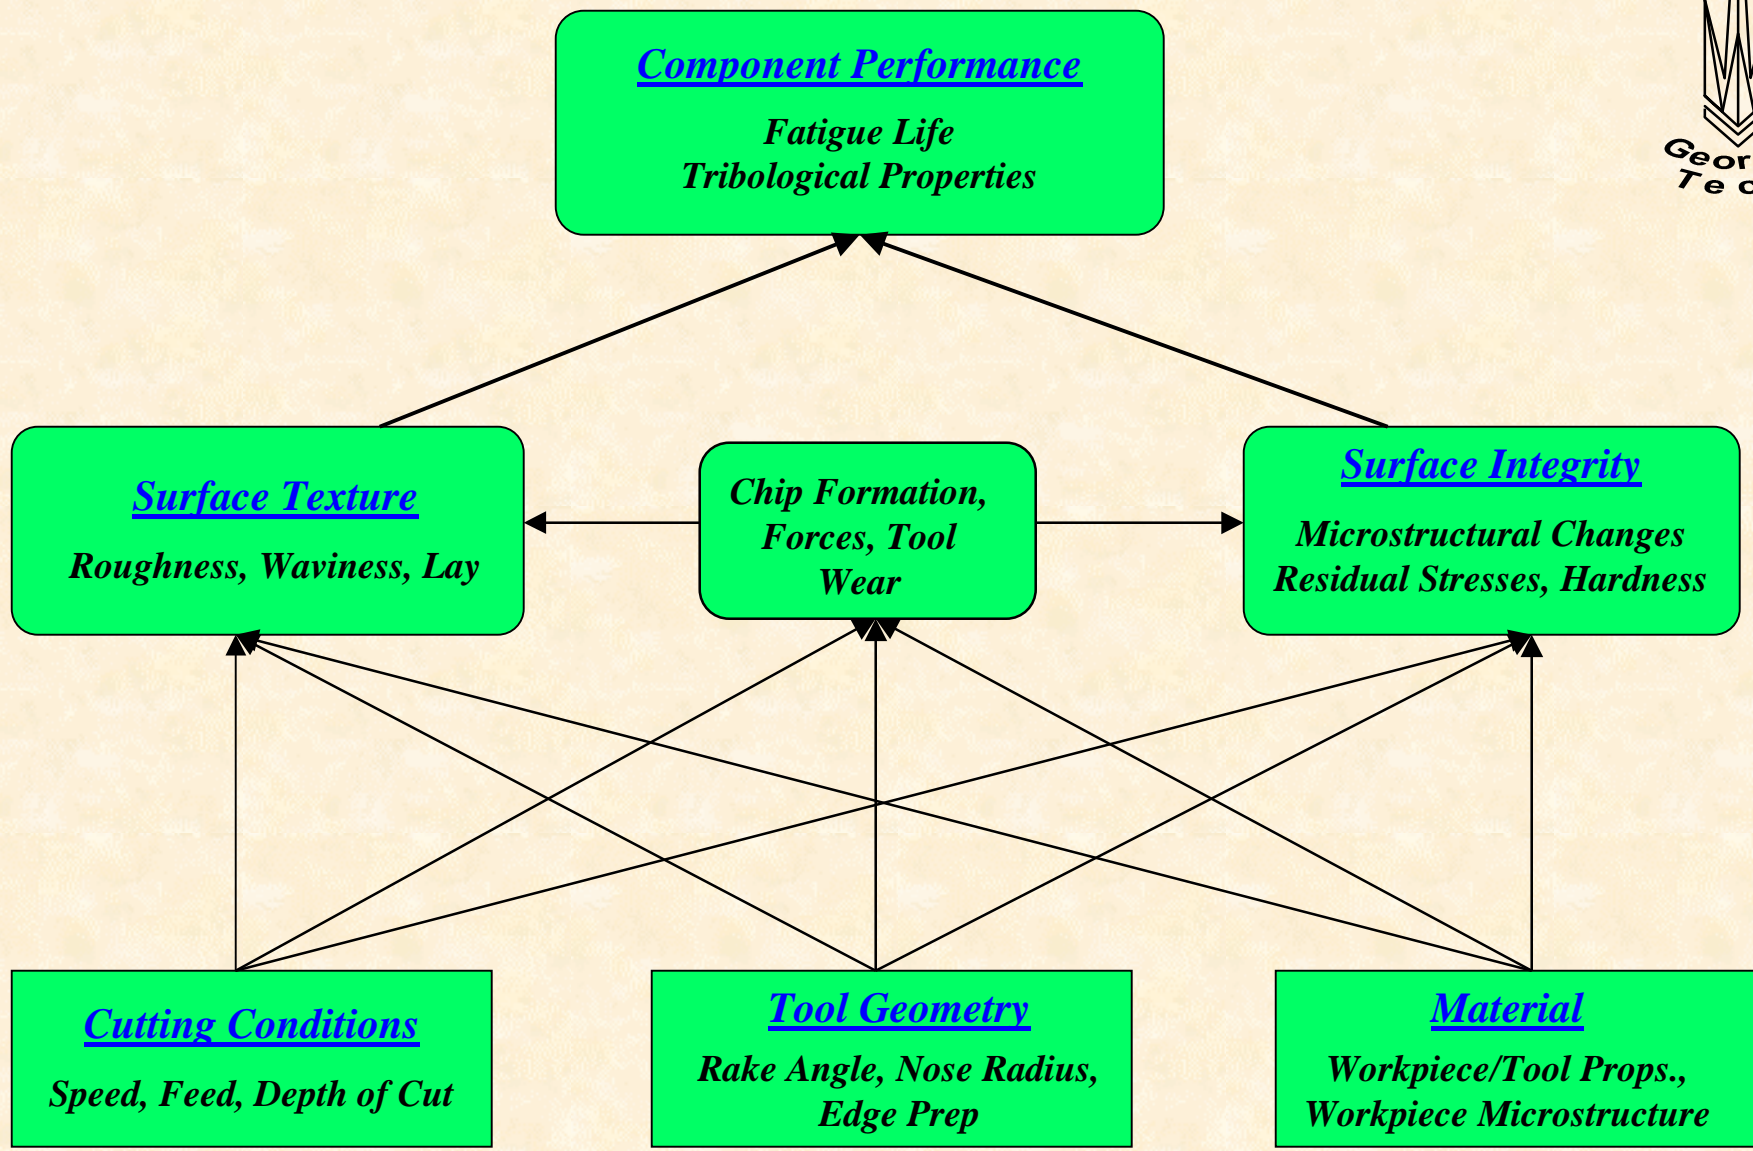 Component Performance
Fatigue Life
Tribological Properties
Surface Texture
Roughness, Waviness, Lay
Chip Formation,
Forces, Tool
Wear
Surface Integrity
Microstructural Changes
Residual Stresses, Hardness
Cutting Conditions
Speed, Feed, Depth of Cut
Tool Geometry
Rake Angle, Nose Radius,
Edge Prep
Material
Workpiece/Tool Props.,
Workpiece Microstructure